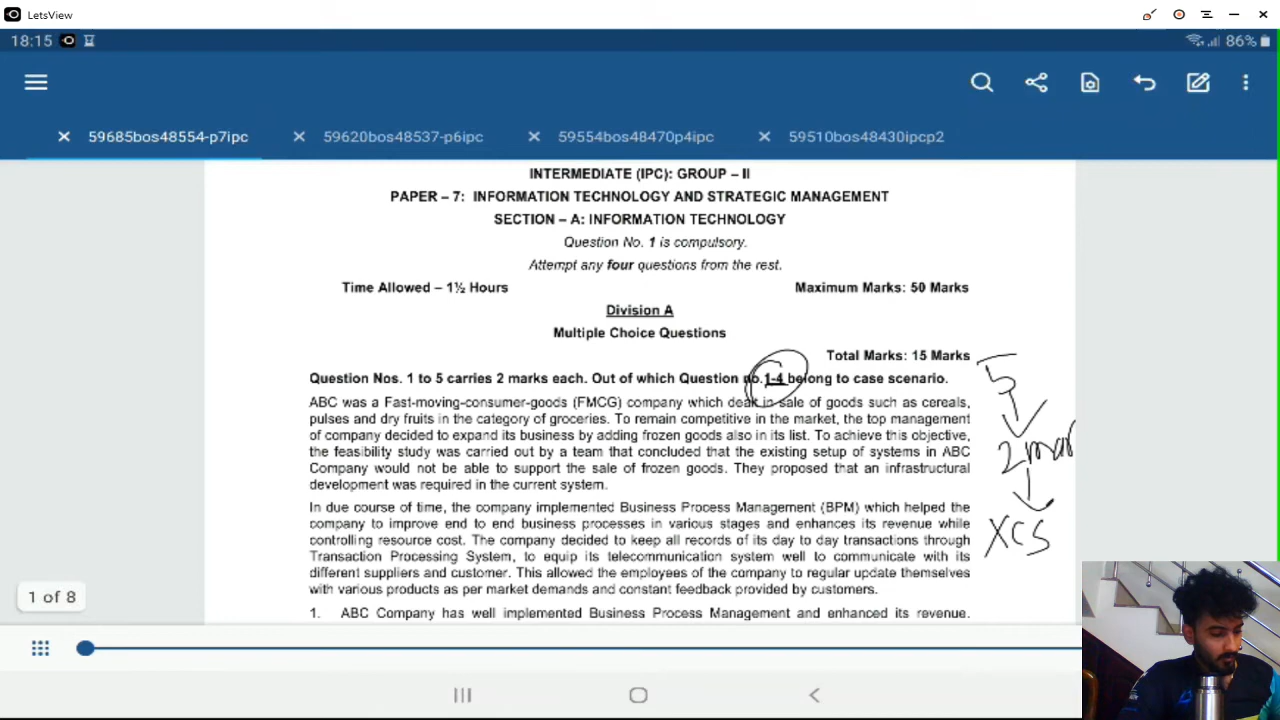 LetsView
18:15
86%
59685bos48554-p7ipc
59620bos48537-p6ipc
59554bos48470p4ipc
59510bos48430ipcp2
INTERMEDIATE (IPC): GROUP – II
PAPER – 7: INFORMATION TECHNOLOGY AND STRATEGIC MANAGEMENT
SECTION – A: INFORMATION TECHNOLOGY
Question No. 1 is compulsory.
Attempt any four questions from the rest.
Time Allowed – 1½ Hours Maximum Marks: 50 Marks
Division A
Multiple Choice Questions
Total Marks: 15 Marks
Question Nos. 1 to 5 carries 2 marks each. Out of which Question no.1-4 belong to case scenario.
ABC was a Fast-moving-consumer-goods (FMCG) company which deak in sale of goods such as cereals,
pulses and dry fruits in the category of groceries. To remain competitive in the market, the top management
of company decided to expand its business by adding frozen goods also in its list. To achieve this objective,
the feasibility study was carried out by a team that concluded that the existing setup of systems in ABC
Company would not be able to support the sale of frozen goods. They proposed that an infrastructural
development was required in the current system.
In due course of time, the company implemented Business Process Management (BPM) which helped the
company to improve end to end business processes in various stages and enhances its revenue while
controlling resource cost. The company decided to keep all records of its day to day transactions through
Transaction Processing System, to equip its telecommunication system well to communicate with its
different suppliers and customer. This allowed the employees of the company to regular update themselves
with various products as per market demands and constant feedback provided by customers.
1. ABC Company has well implemented Business Process Management and enhanced its revenue.
5
2 mar
XCS
1 of 8